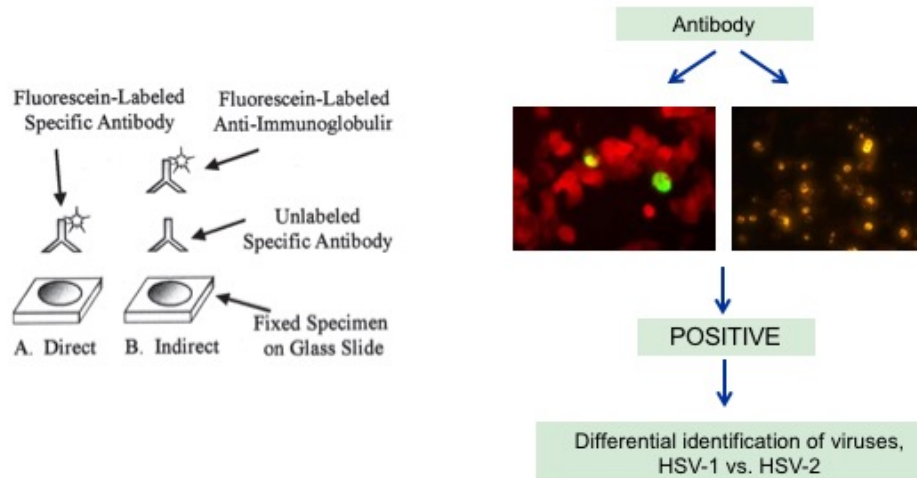 Fluorescein-Labeled
Specific Antibody
Fluorescein-Labeled
Anti-Immunoglobulir
Unlabeled
Specific Antibody
Fixed Specimen
on Glass Slide
A. Direct
B. Indirect
Antibody
POSITIVE
Differential identification of viruses,
HSV-1 vs. HSV-2